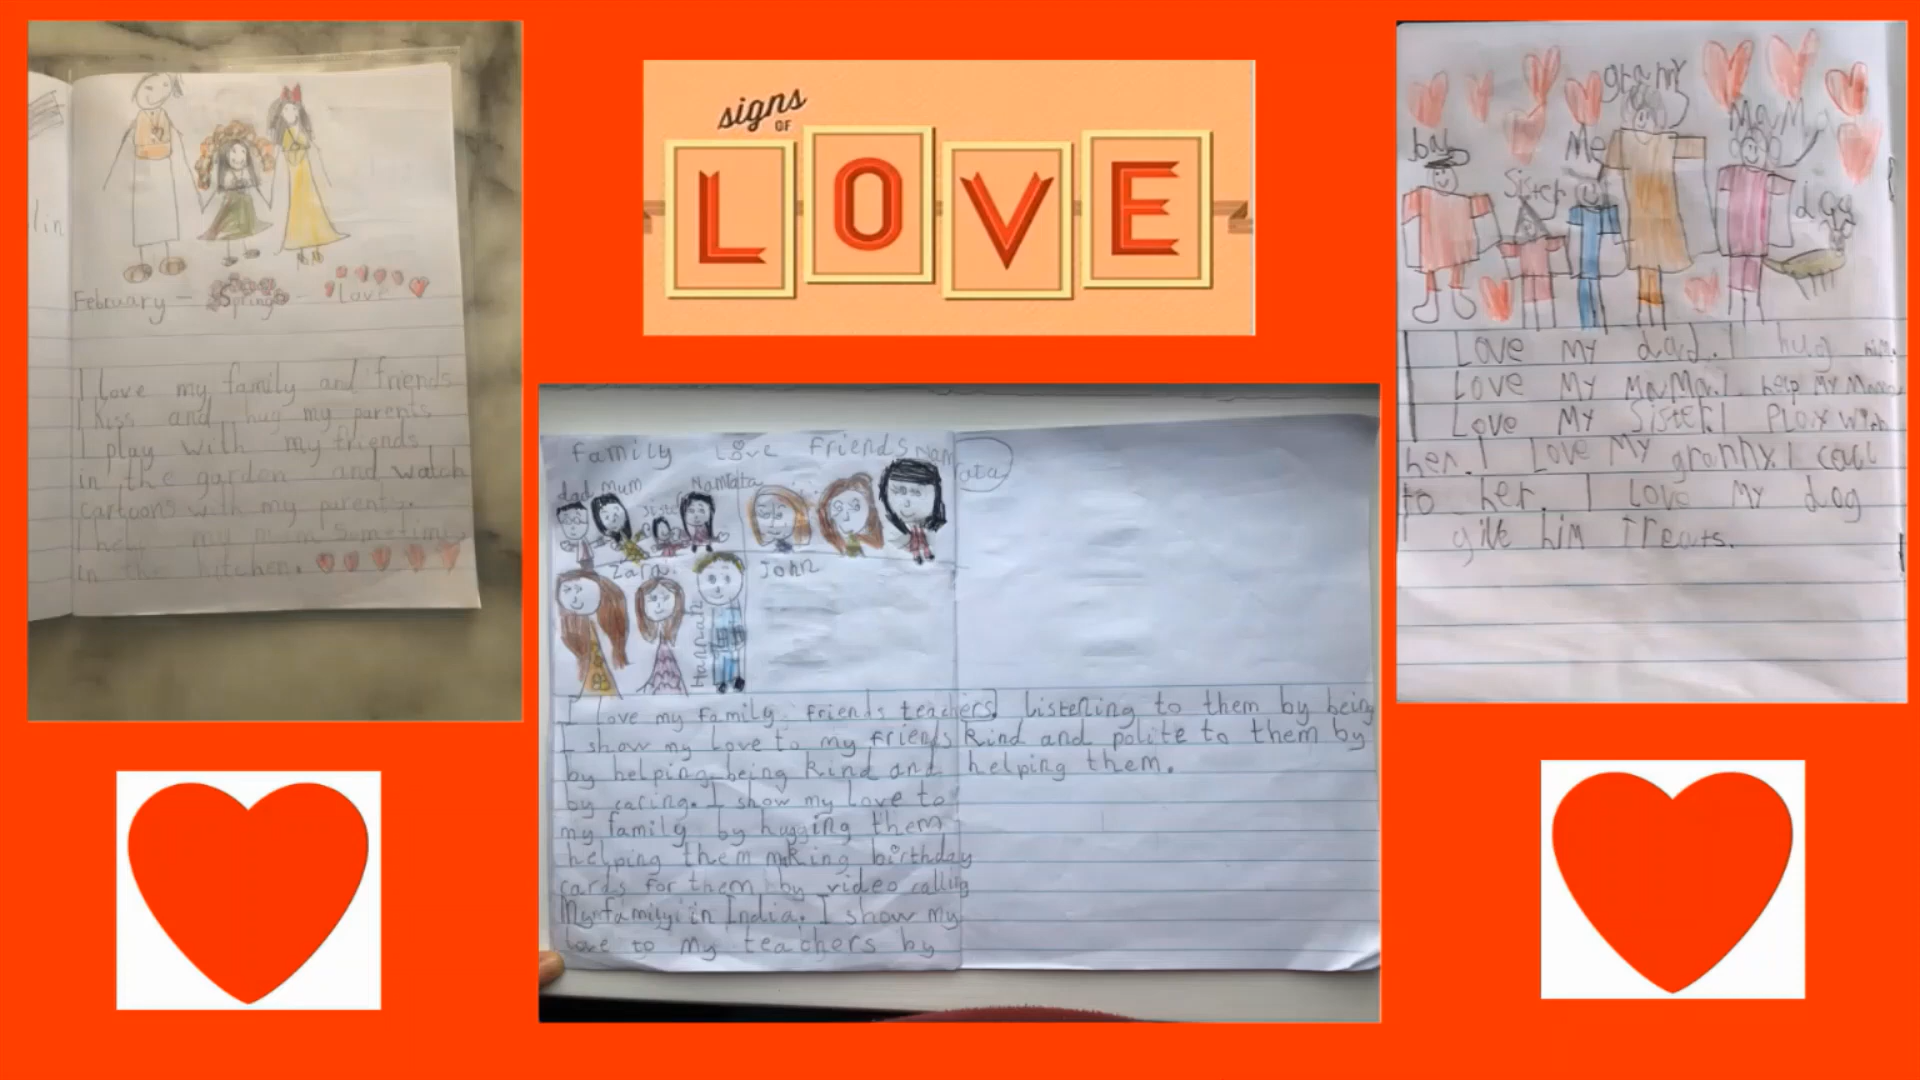 signs
OF
LOVE
lin
February - Spring - Love
I love my family and friends
I kiss and hug my parents
I play with my friends
in the garden and watch
cartoons with my parents.
I help my mum Sometimes
in the kitchen.
Family Love Friends Namrata
dad Mum Sister Namrata
Zara John
Hannah
I love my family. friends teachers.
I show my love to my friends
by helping being kind and
by caring. I show my love to
my family by hugging them
helping them making birthday
cards for them by video calling
My family in India. I show my
love to my teachers by
Listening to them by being
kind and polite to them by
helping them.
grany
MaM
Me
Sister
dog
I Love My dad. I hug him.
I Love My MaMa. I help My Mama
I Love My Sister. I Play with
her. I Love My granny. I call
to her. I Love My dog
give him Treats.